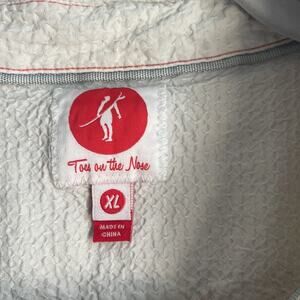 Toes on the Nose
XL
MADE IN
CHINA